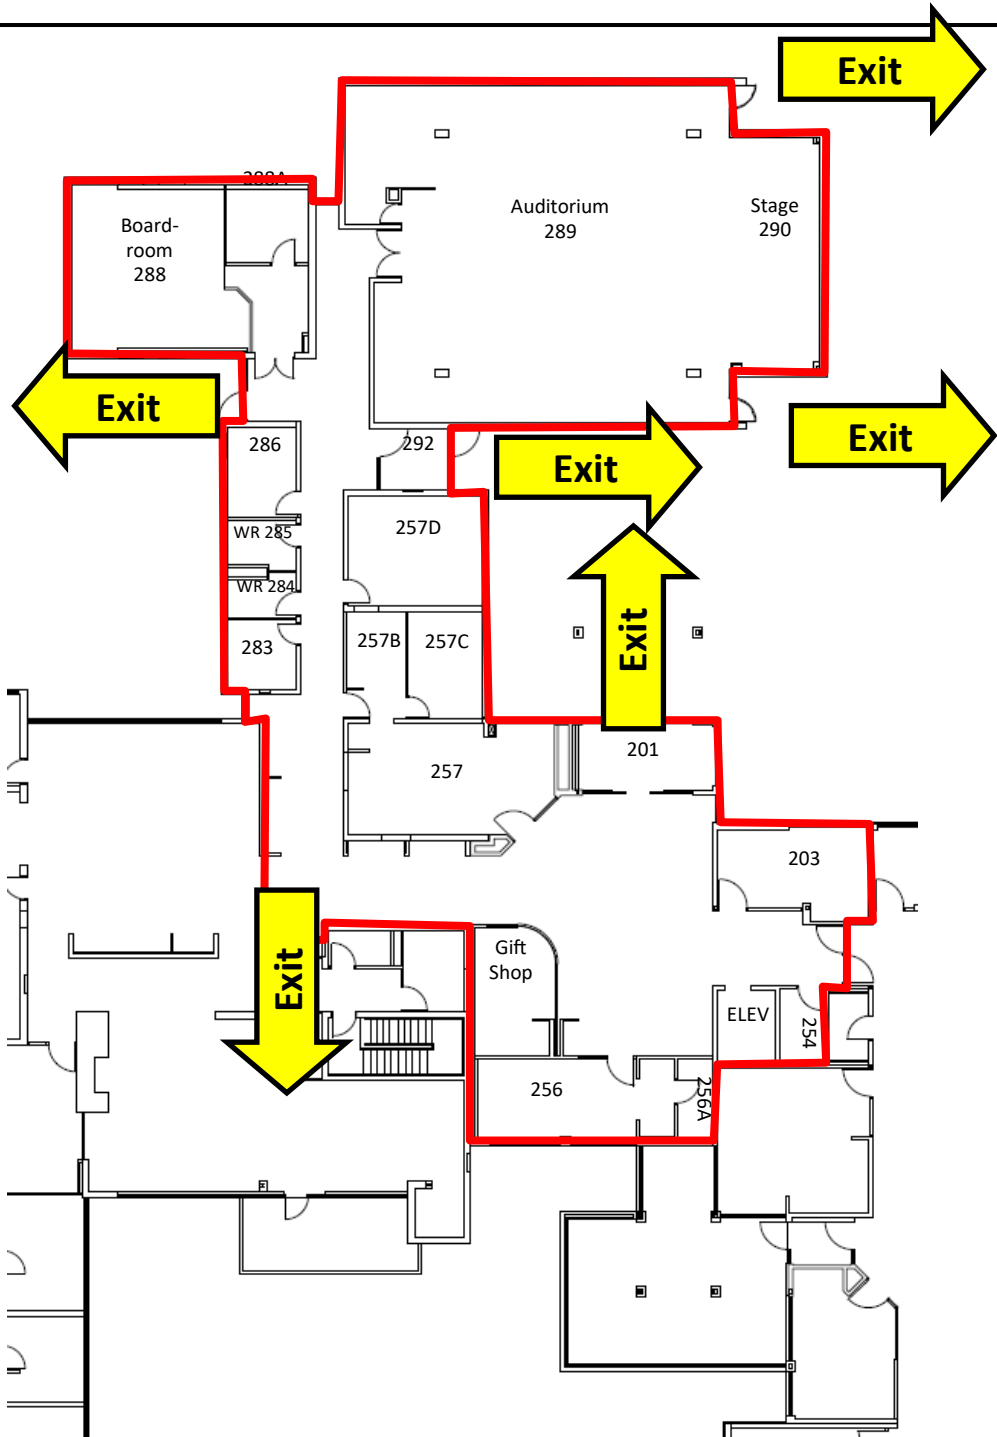 Exit
288A
Board-
room
288
Auditorium
289
Stage
290
Exit
286
292
Exit
Exit
WR 285
257D
WR 284
283
257B
257C
Exit
257
201
203
Exit
Gift
Shop
ELEV
254
256
256A